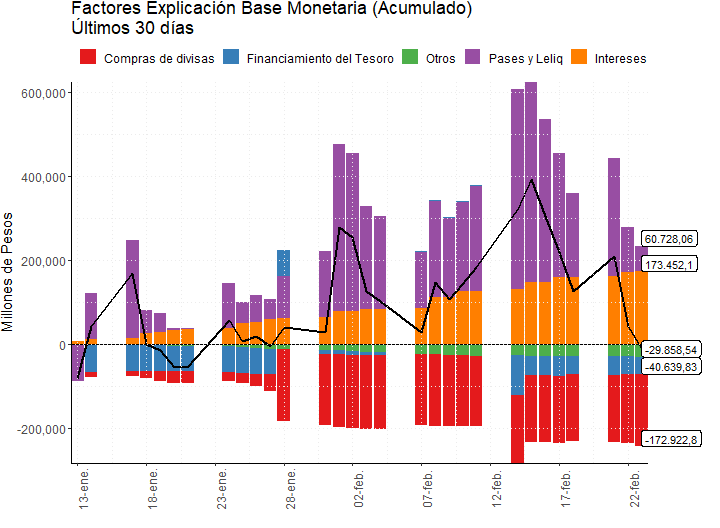 Factores Explicación Base Monetaria (Acumulado)
Últimos 30 días
Compras de divisas
Financiamiento del Tesoro
Otros
Pases y Leliq
Intereses
Millones de Pesos
600,000
400,000
200,000
0
-200,000
60.728,06
173.452,1
-29.858,54
-40.639,83
-172.922,8
13-ene.
18-ene.
23-ene.
28-ene.
02-feb.
07-feb.
12-feb.
17-feb.
22-feb.